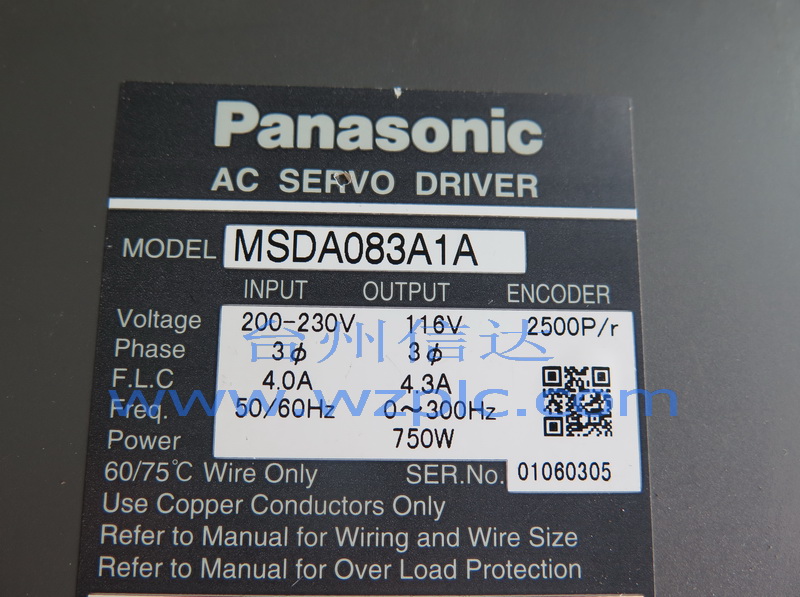 Panasonic
AC SERVO DRIVER
MODEL MSDA083A1A
INPUT OUTPUT ENCODER
Voltage 200-230V 116V 2500P/r
台州信达
Phase 3ϕ 3ϕ
F.L.C 4.0A 4.3A
www.wzplc.com
Freq. 50/60Hz 0～300Hz
Power 750W
60/75℃ Wire Only SER.No. 01060305
Use Copper Conductors Only
Refer to Manual for Wiring and Wire Size
Refer to Manual for Over Load Protection